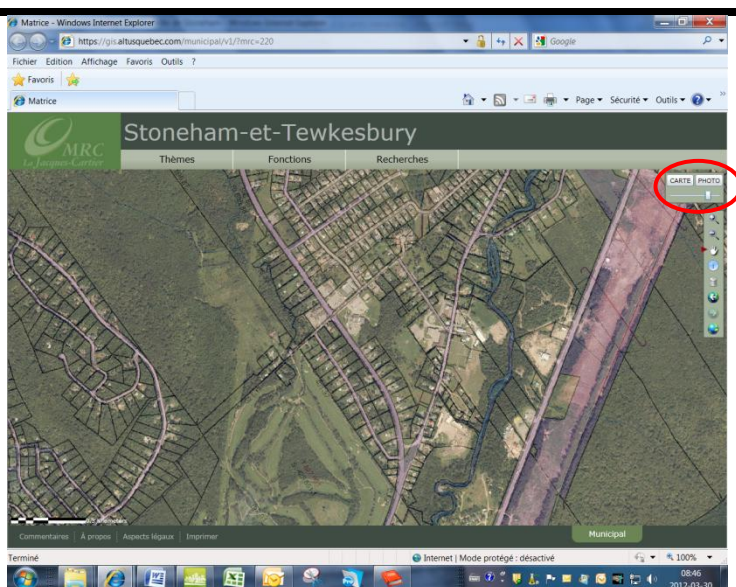 Matrice - Windows Internet Explorer
https://gis.altusquebec.com/municipal/v1/?mrc=220
Google
Fichier Edition Affichage Favoris Outils ?
Favoris
Matrice
Page Sécurité Outils
MRC
La Jacques-Cartier
Stoneham-et-Tewkesbury
Thèmes Fonctions Recherches
CARTE PHOTO
Commentaires | À propos | Aspects légaux | Imprimer
Municipal
Terminé
Internet | Mode protégé : désactivé
100%
08:46
2012-03-30